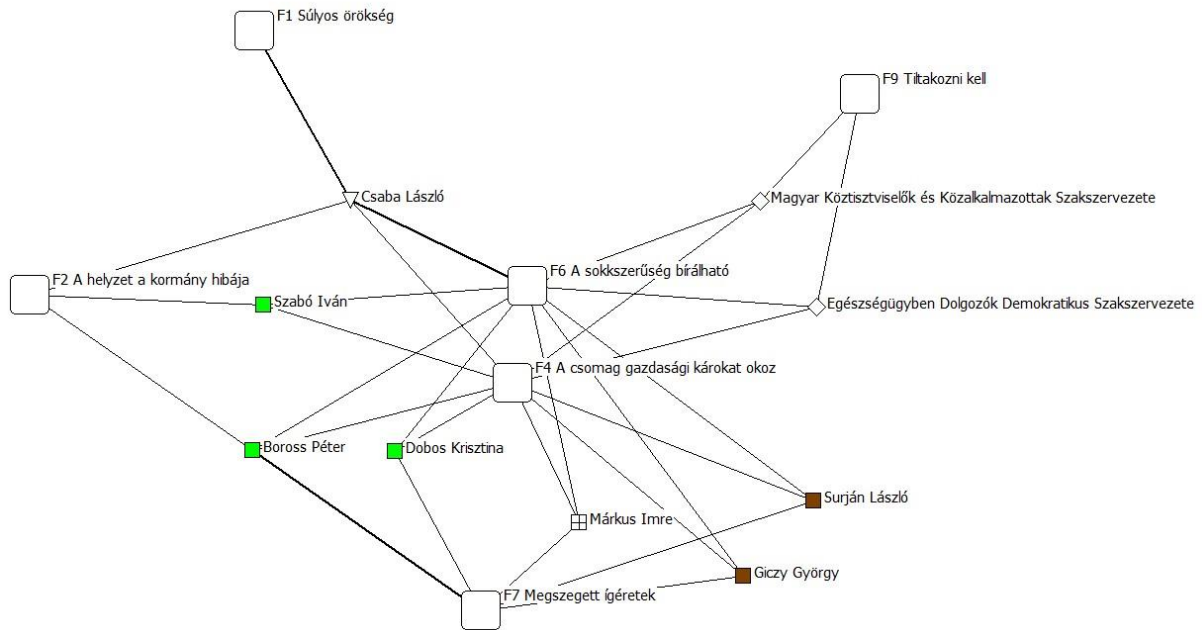 F1 Súlyos örökség
F9 Tiltakozni kell
Csaba László
Magyar Köztisztviselők és Közalkalmazottak Szakszervezete
F6 A sokkszerűség bírálható
F2 A helyzet a kormány hibája
Szabó Iván
Egészségügyben Dolgozók Demokratikus Szakszervezete
F4 A csomag gazdasági károkat okoz
Boross Péter
Dobos Krisztina
Surján László
Márkus Imre
Giczy György
F7 Megszegett ígéretek